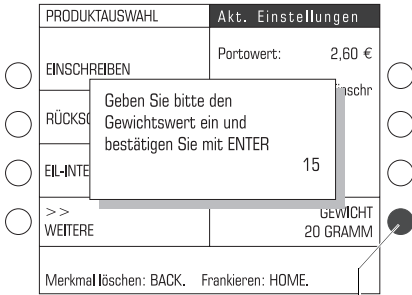 PRODUKTAUSWAHL
Akt. Einstellungen
Portowert: 2,60 €
EINSCHREIBEN
Geben Sie bitte den
Gewichtswert ein und
bestätigen Sie mit ENTER
15
>>
WEITERE
GEWICHT
20 GRAMM
Merkmal löschen: BACK. Frankieren: HOME.